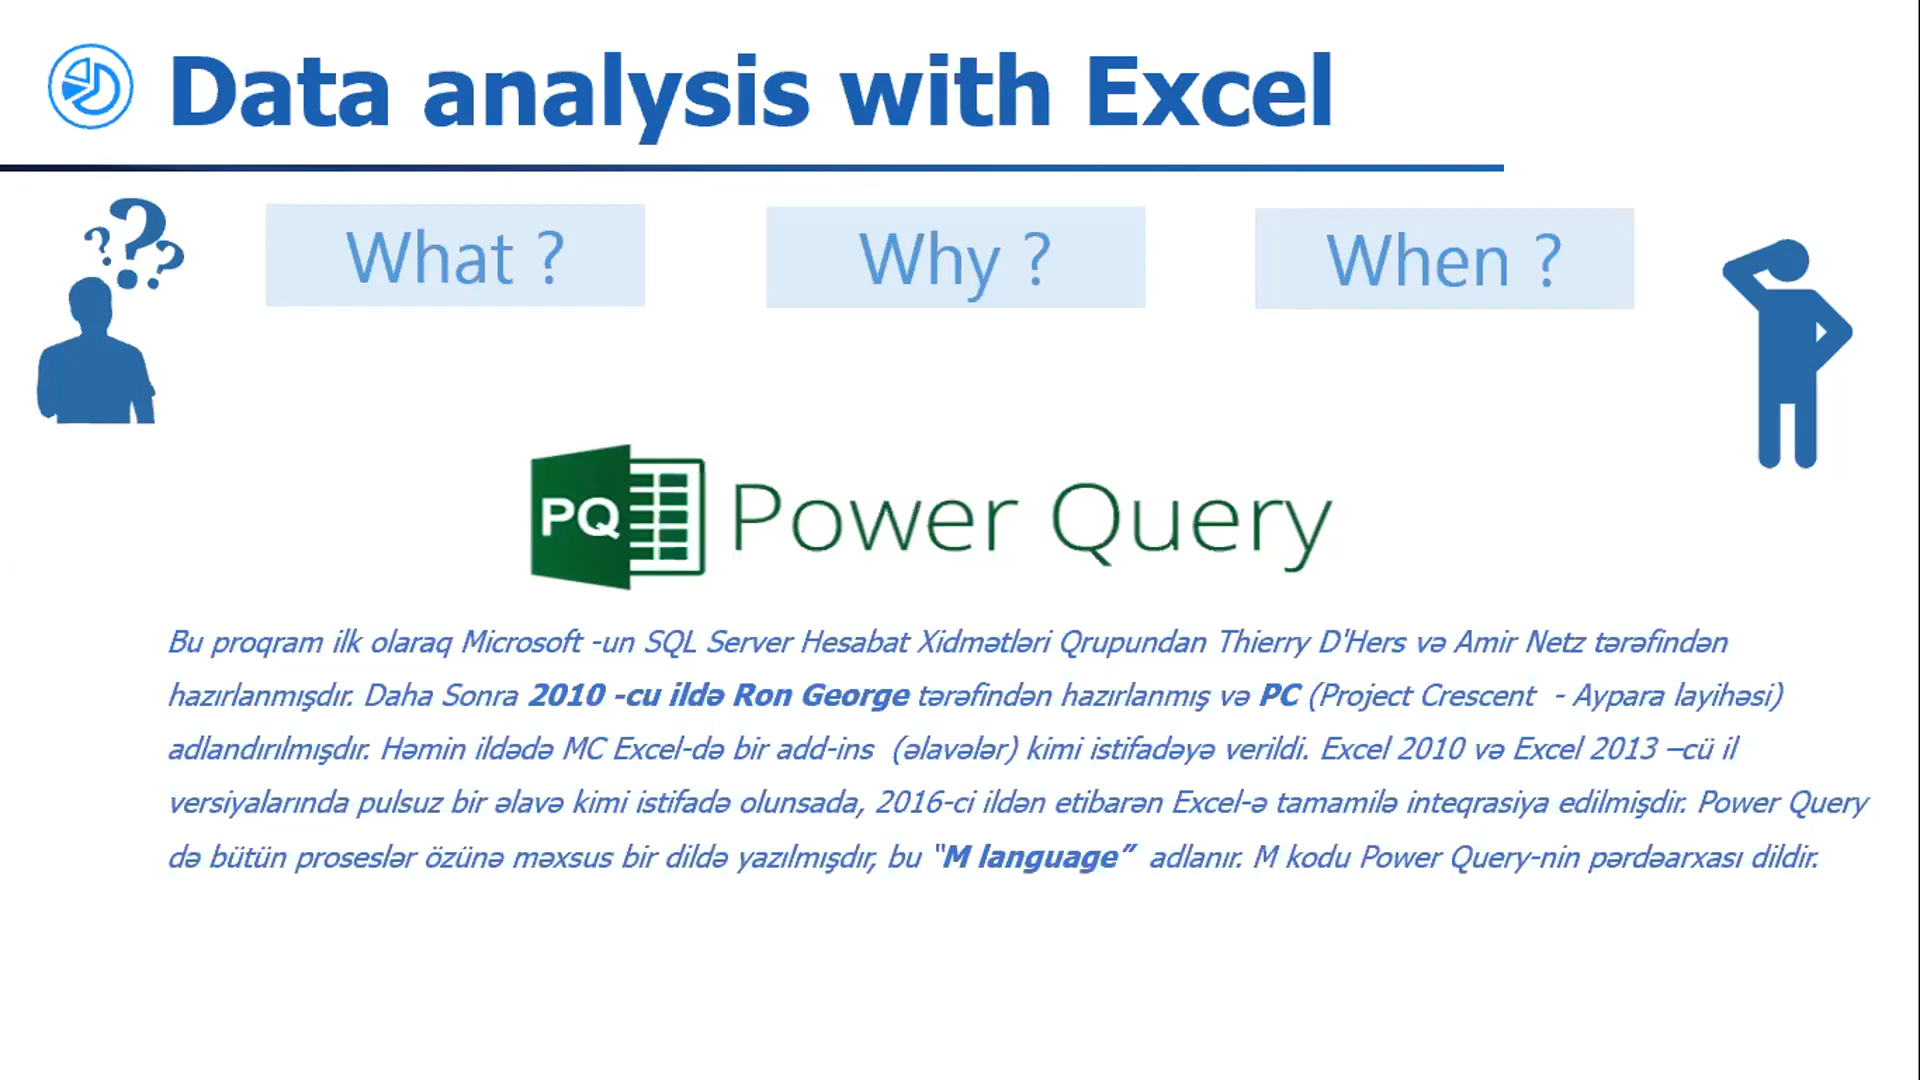 Data analysis with Excel
What ?
Why ?
When ?
PQ Power Query
Bu proqram ilk olaraq Microsoft -un SQL Server Hesabat Xidmətləri Qrupundan Thierry D'Hers və Amir Netz tərəfindən
hazırlanmışdır. Daha Sonra 2010 -cu ildə Ron George tərəfindən hazırlanmış və PC (Project Crescent - Aypara layihəsi)
adlandırılmışdır. Həmin ildədə MC Excel-də bir add-ins (əlavələr) kimi istifadəyə verildi. Excel 2010 və Excel 2013 –cü il
versiyalarında pulsuz bir əlavə kimi istifadə olunsada, 2016-ci ildən etibarən Excel-ə tamamilə inteqrasiya edilmişdir. Power Query
də bütün proseslər özünə məxsus bir dildə yazılmışdır, bu “M language” adlanır. M kodu Power Query-nin pərdəarxası dildir.